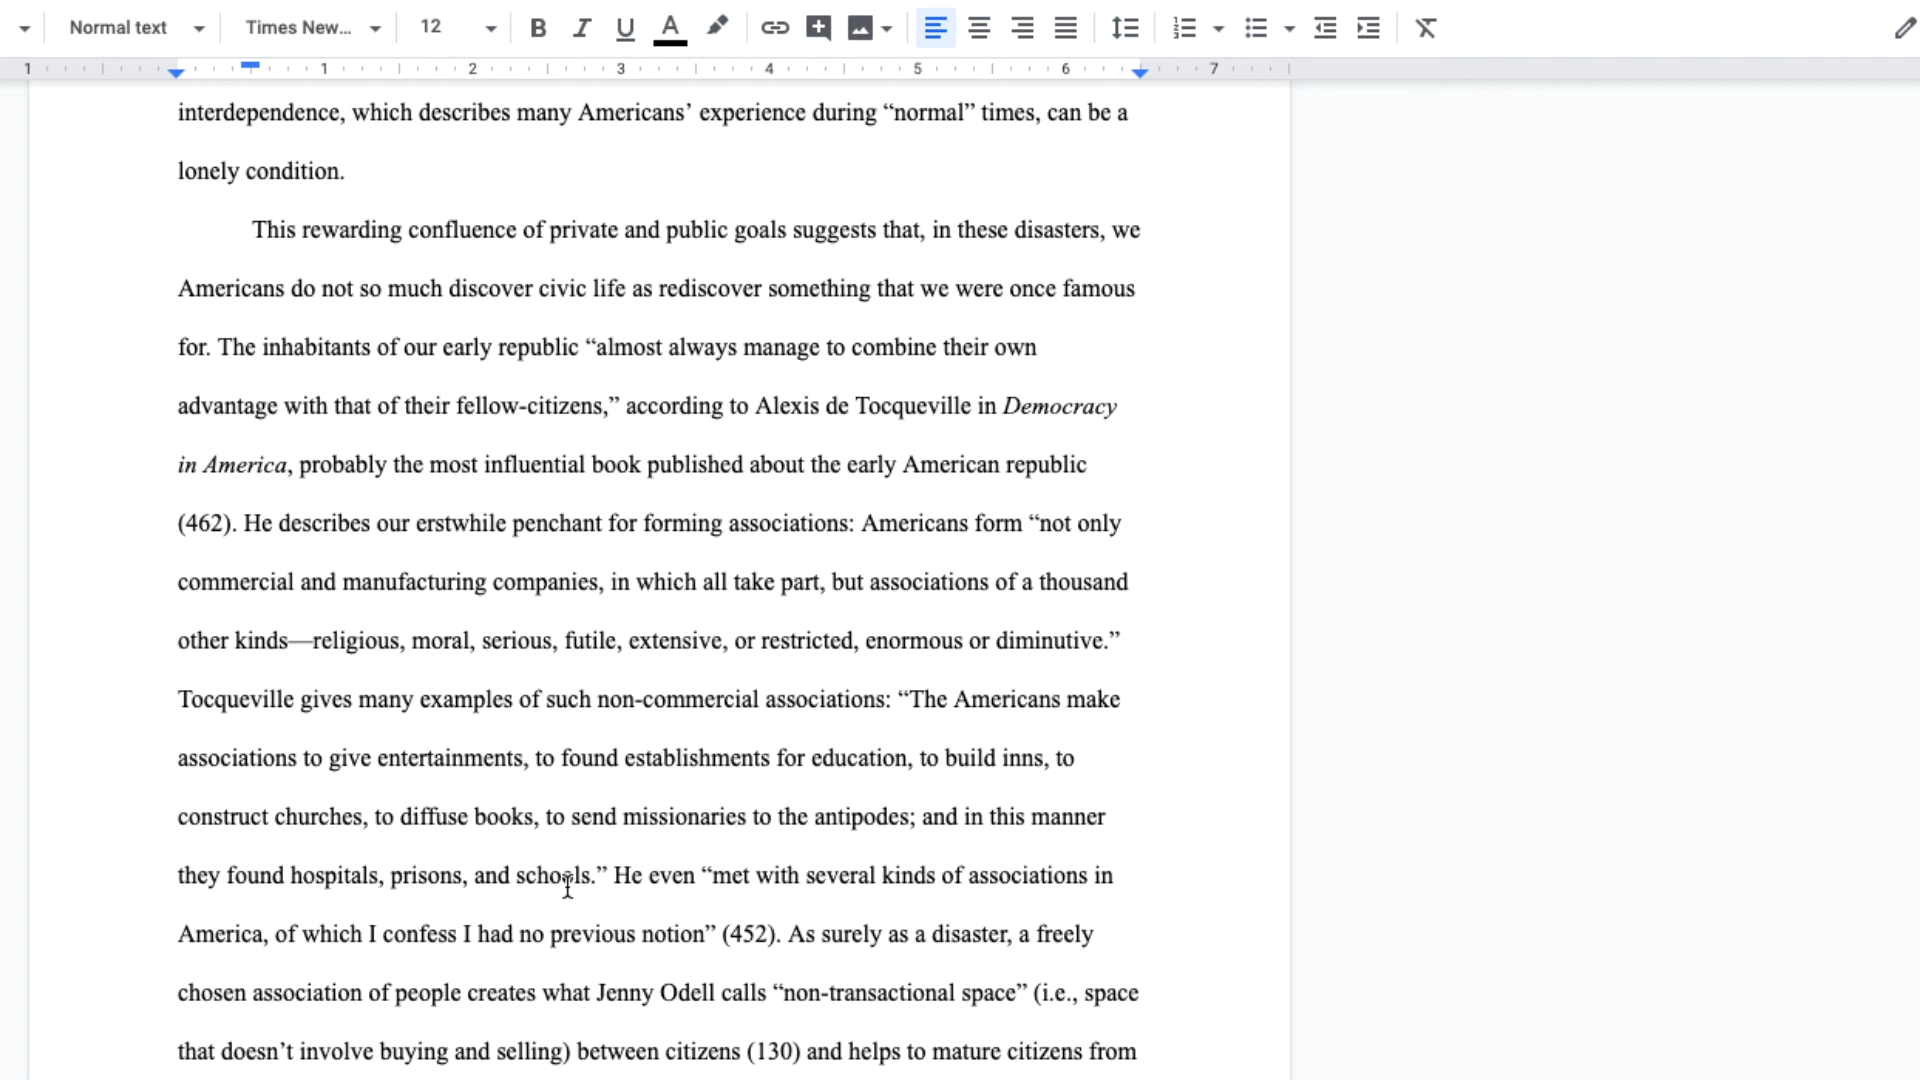 Normal text Times New... 12 B I U A
1 1 2 3 4 5 6 7
interdependence, which describes many Americans’ experience during “normal” times, can be a
lonely condition.
This rewarding confluence of private and public goals suggests that, in these disasters, we
Americans do not so much discover civic life as rediscover something that we were once famous
for. The inhabitants of our early republic “almost always manage to combine their own
advantage with that of their fellow-citizens,” according to Alexis de Tocqueville in Democracy
in America, probably the most influential book published about the early American republic
(462). He describes our erstwhile penchant for forming associations: Americans form “not only
commercial and manufacturing companies, in which all take part, but associations of a thousand
other kinds—religious, moral, serious, futile, extensive, or restricted, enormous or diminutive.”
Tocqueville gives many examples of such non-commercial associations: “The Americans make
associations to give entertainments, to found establishments for education, to build inns, to
construct churches, to diffuse books, to send missionaries to the antipodes; and in this manner
they found hospitals, prisons, and schools.” He even “met with several kinds of associations in
America, of which I confess I had no previous notion” (452). As surely as a disaster, a freely
chosen association of people creates what Jenny Odell calls “non-transactional space” (i.e., space
that doesn’t involve buying and selling) between citizens (130) and helps to mature citizens from